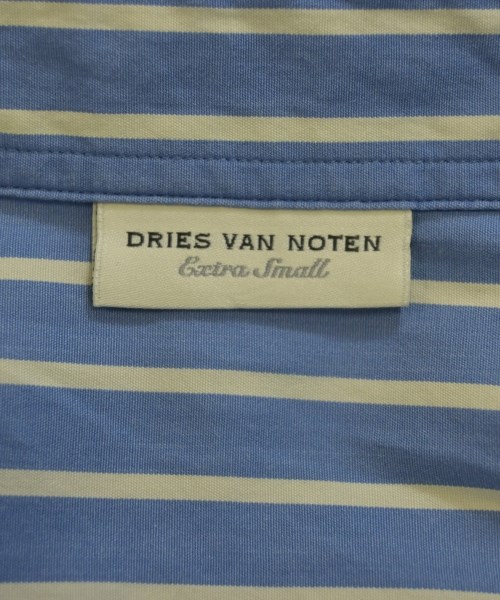 DRIES VAN NOTEN
Extra Small